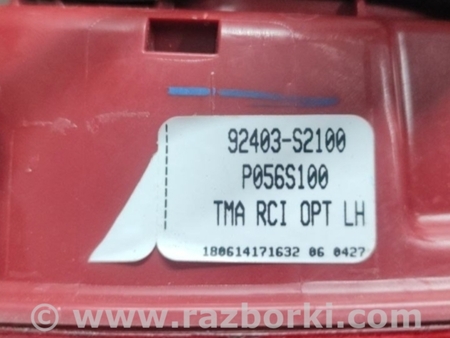 92403-S2100
P056S100
TMA RCI OPT LH
180614171632 06 0427
www.razborki.com